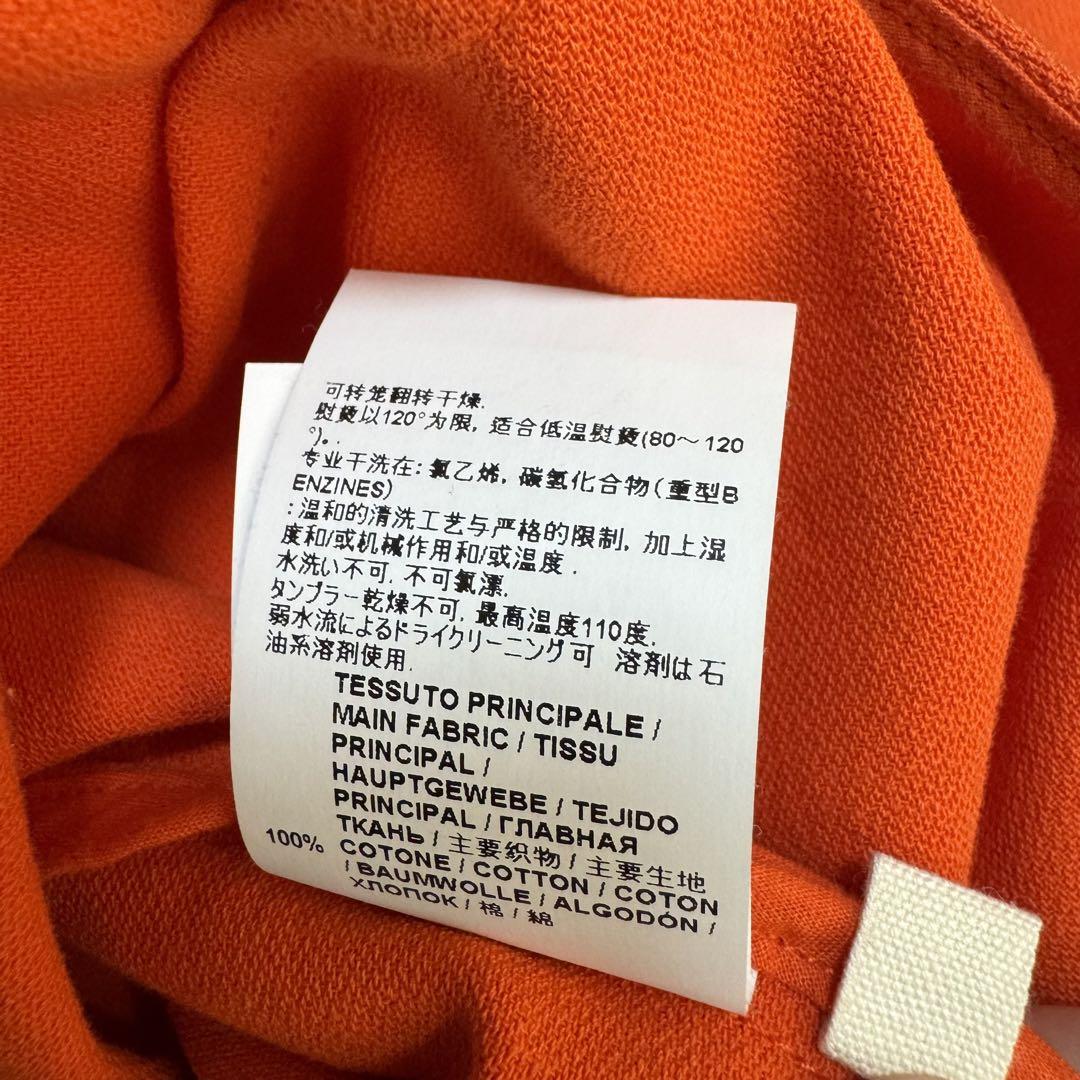 可转笼翻转干燥.
熨烫以120°为限, 适合低温熨烫(80～120
°)。.
专业干洗在: 氯乙烯, 碳氢化合物(重型B
ENZINES)
:温和的清洗工艺与严格的限制, 加上湿
度和/或机械作用和/或温度.
水洗い不可. 不可氯漂.
タンブラー乾燥不可. 最高温度110度.
弱水流によるドライクリーニング可 溶剤は石
油系溶剤使用.
TESSUTO PRINCIPALE /
MAIN FABRIC / TISSU
PRINCIPAL /
HAUPTGEWEBE / TEJIDO
PRINCIPAL / ГЛАВНАЯ
ТКАНЬ / 主要织物 / 主要生地
100% COTONE / COTTON / COTON
/ BAUMWOLLE / ALGODÓN /
ХЛОПОК / 棉 / 綿